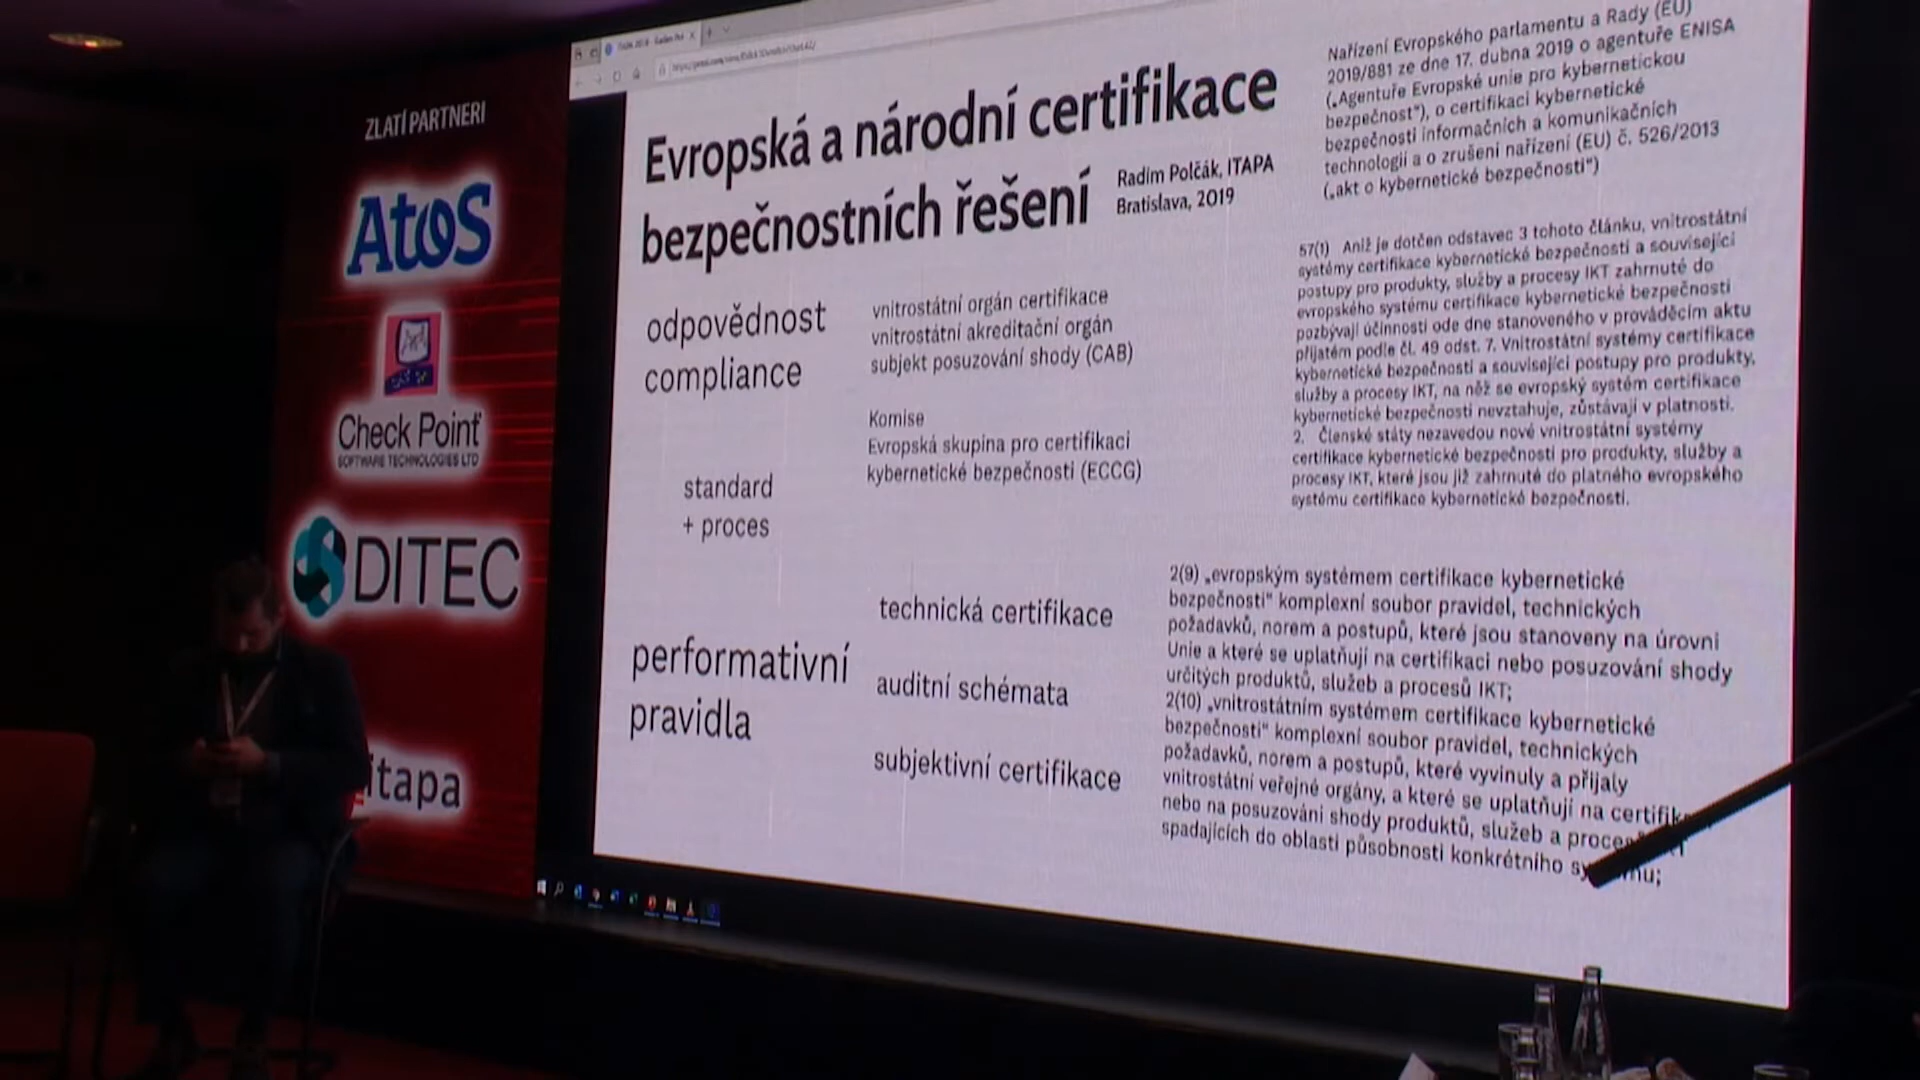 ZLATÍ PARTNERI
Atos
Check Point
SOFTWARE TECHNOLOGIES LTD
DITEC
itapa
Evropská a národní certifikace
bezpečnostních řešení
Radim Polčák, ITAPA
Bratislava, 2019
odpovědnost
compliance
vnitrostátní orgán certifikace
vnitrostátní akreditační orgán
subjekt posuzování shody (CAB)
Komise
Evropská skupina pro certifikaci
kybernetické bezpečnosti (ECCG)
standard
+ proces
performativní
pravidla
technická certifikace
auditní schémata
subjektivní certifikace
Nařízení Evropského parlamentu a Rady (EU)
2019/881 ze dne 17. dubna 2019 o agentuře ENISA
(„Agentuře Evropské unie pro kybernetickou
bezpečnost“), o certifikaci kybernetické
bezpečnosti informačních a komunikačních
technologií a o zrušení nařízení (EU) č. 526/2013
(„akt o kybernetické bezpečnosti“)
57(1) Aniž je dotčen odstavec 3 tohoto článku, vnitrostátní
systémy certifikace kybernetické bezpečnosti a související
postupy pro produkty, služby a procesy IKT zahrnuté do
evropského systému certifikace kybernetické bezpečnosti
pozbývají účinnosti ode dne stanoveného v prováděcím aktu
přijatém podle čl. 49 odst. 7. Vnitrostátní systémy certifikace
kybernetické bezpečnosti a související postupy pro produkty,
služby a procesy IKT, na něž se evropský systém certifikace
kybernetické bezpečnosti nevztahuje, zůstávají v platnosti.
2. Členské státy nezavedou nové vnitrostátní systémy
certifikace kybernetické bezpečnosti pro produkty, služby a
procesy IKT, které jsou již zahrnuté do platného evropského
systému certifikace kybernetické bezpečnosti.
2(9) „evropským systémem certifikace kybernetické
bezpečnosti“ komplexní soubor pravidel, technických
požadavků, norem a postupů, které jsou stanoveny na úrovni
Unie a které se uplatňují na certifikaci nebo posuzování shody
určitých produktů, služeb a procesů IKT;
2(10) „vnitrostátním systémem certifikace kybernetické
bezpečnosti“ komplexní soubor pravidel, technických
požadavků, norem a postupů, které vyvinuly a přijaly
vnitrostátní veřejné orgány, a které se uplatňují na
nebo na posuzování shody produktů, služeb a
spadajících do oblasti působnosti konkrétního